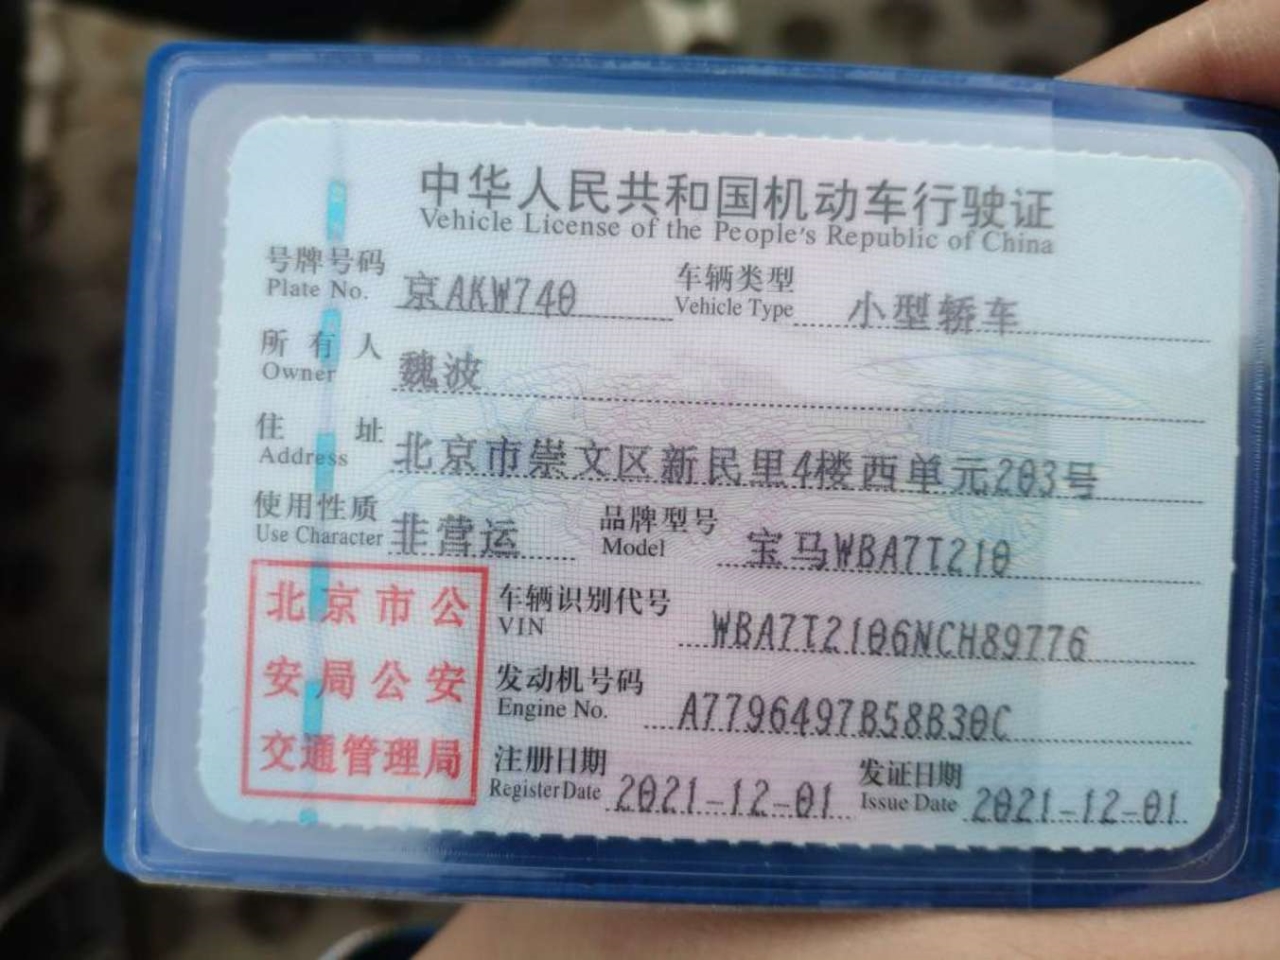 中华人民共和国机动车行驶证
Vehicle License of the People's Republic of China
号牌号码 京AKW740 车辆类型 小型轿车
Plate No. Vehicle Type
所有人 魏波
Owner
住址 北京市崇文区新民里4楼西单元203号
Address
使用性质 非营运 品牌型号 宝马WBA7T210
Use Character Model
北京市公 车辆识别代号 WBA7T2106NCH89776
VIN
安局公安 发动机号码 A7796497B58B30C
Engine No.
交通管理局 注册日期 2021-12-01 发证日期 2021-12-01
Register Date Issue Date